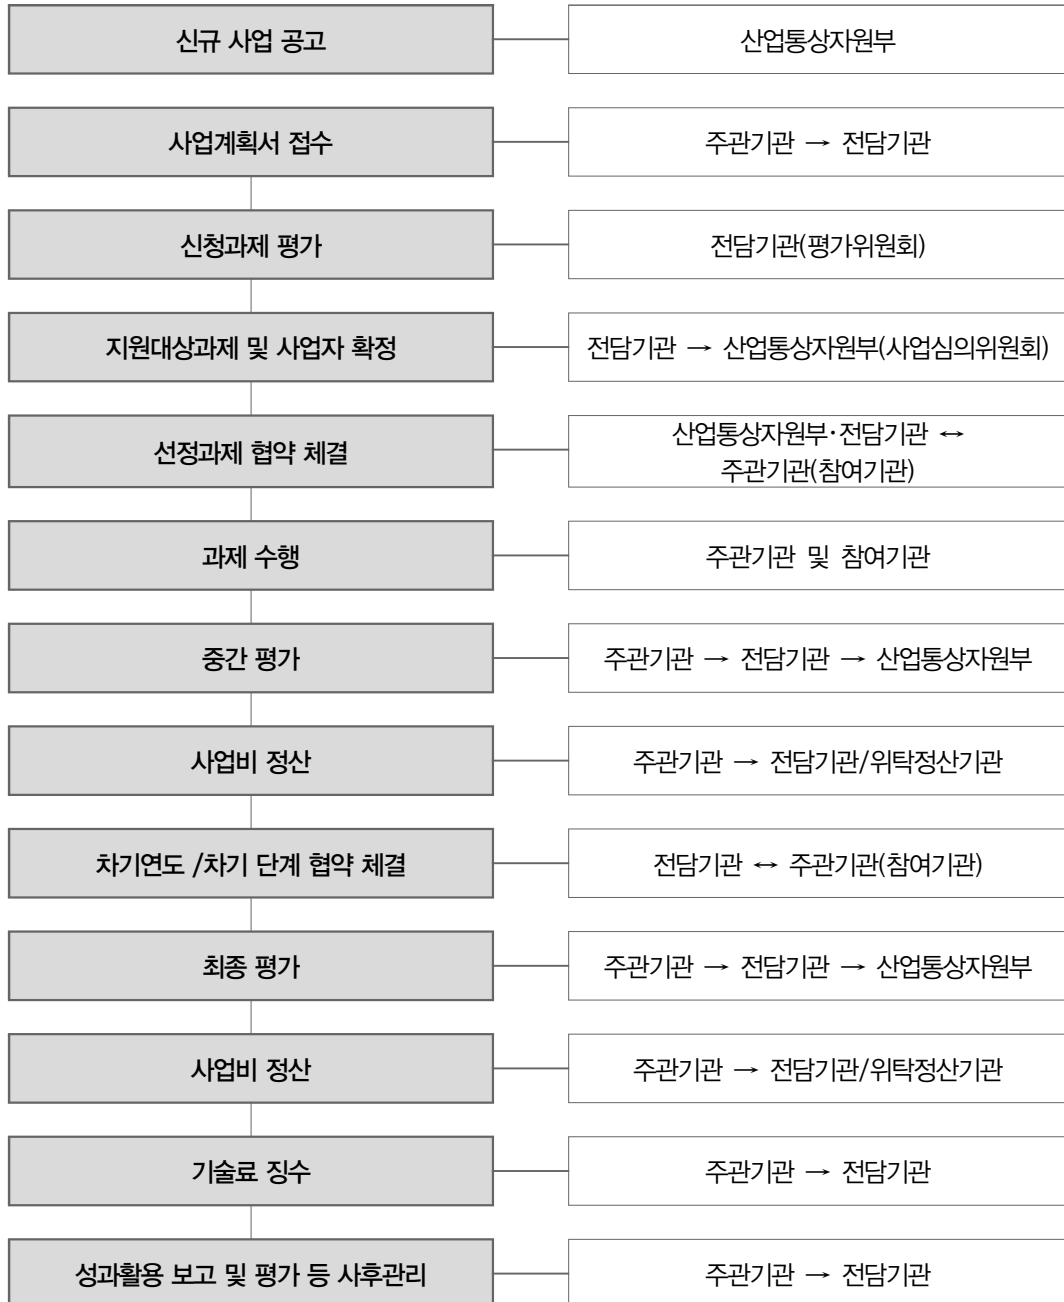 신규 사업 공고
산업통상자원부
사업계획서 접수
주관기관 → 전담기관
신청과제 평가
전담기관(평가위원회)
지원대상과제 및 사업자 확정
전담기관 → 산업통상자원부(사업심의위원회)
선정과제 협약 체결
산업통상자원부·전담기관 ↔
주관기관(참여기관)
과제 수행
주관기관 및 참여기관
중간 평가
주관기관 → 전담기관 → 산업통상자원부
사업비 정산
주관기관 → 전담기관/위탁정산기관
차기연도 /차기 단계 협약 체결
전담기관 ↔ 주관기관(참여기관)
최종 평가
주관기관 → 전담기관 → 산업통상자원부
사업비 정산
주관기관 → 전담기관/위탁정산기관
기술료 징수
주관기관 → 전담기관
성과활용 보고 및 평가 등 사후관리
주관기관 → 전담기관